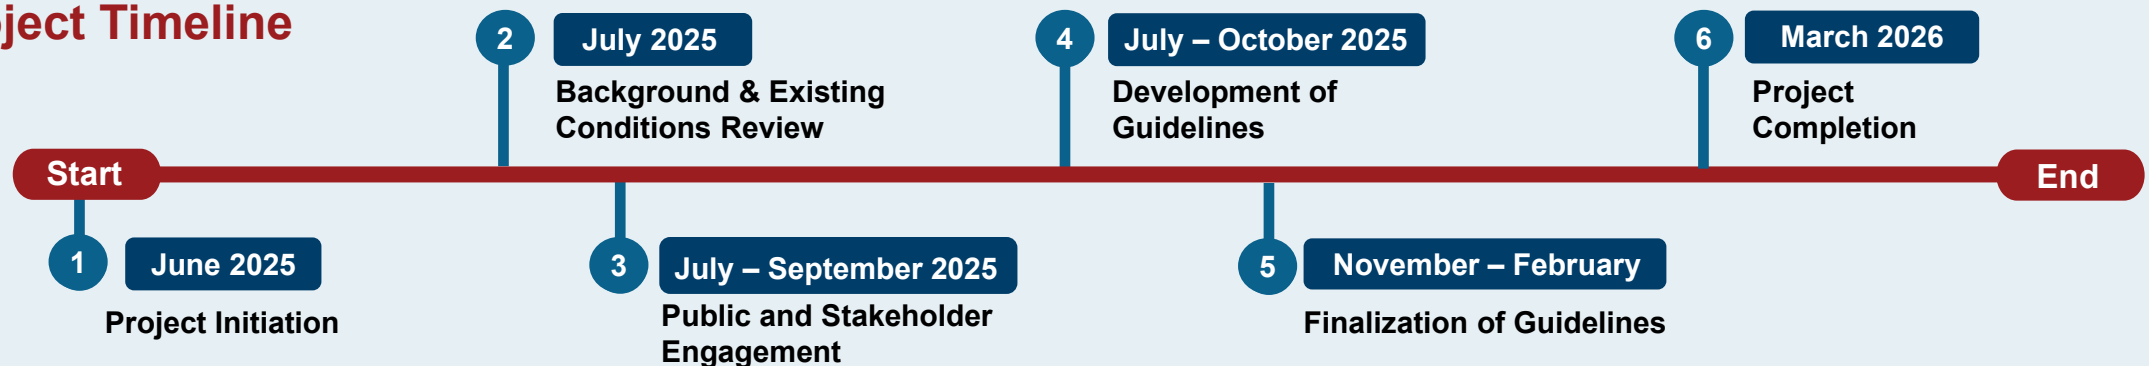 ject Timeline
Start
1
June 2025
Project Initiation
2
July 2025
Background & Existing
Conditions Review
3
July – September 2025
Public and Stakeholder
Engagement
4
July – October 2025
Development of
Guidelines
5
November – February
Finalization of Guidelines
6
March 2026
Project
Completion
End